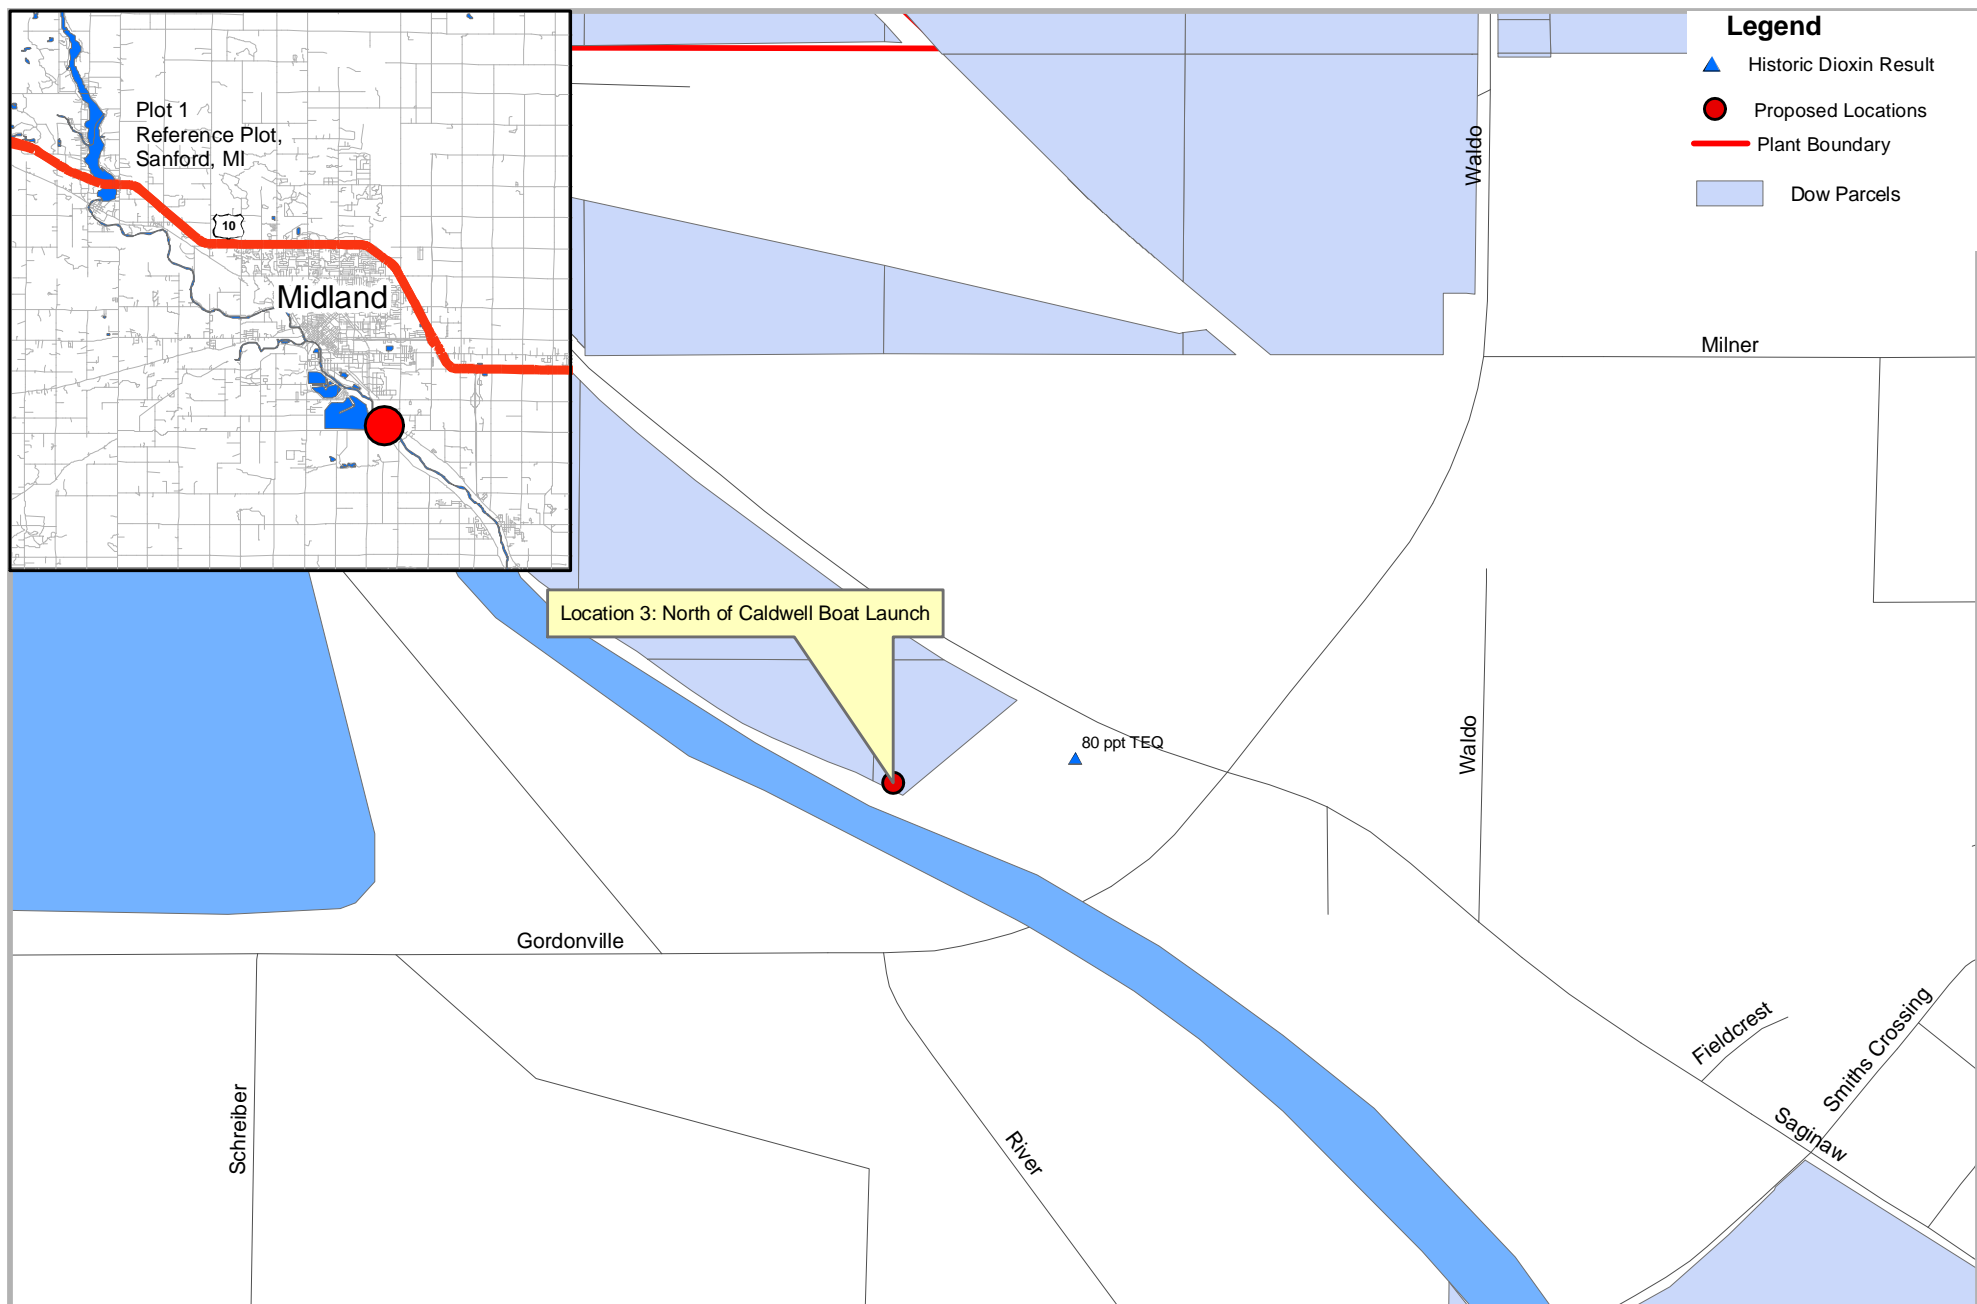 Plot 1
Reference Plot,
Sanford, MI
10
Midland
Legend
Historic Dioxin Result
Proposed Locations
Plant Boundary
Dow Parcels
Waldo
Milner
Location 3: North of Caldwell Boat Launch
80 ppt TEQ
Waldo
Gordonville
Fieldcrest
Smiths Crossing
Saginaw
Schreiber
River